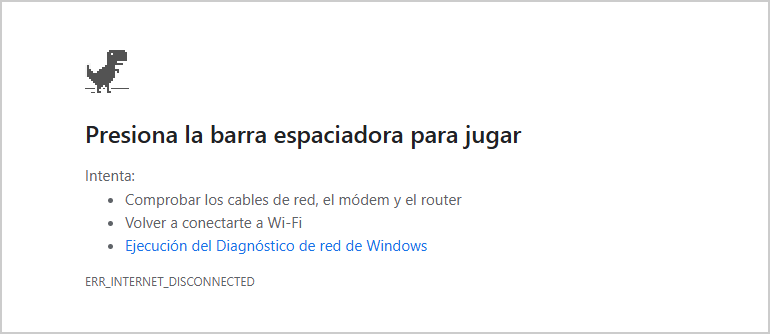 Presiona la barra espaciadora para jugar
Intenta:
• Comprobar los cables de red, el módem y el router
• Volver a conectarte a Wi-Fi
• Ejecución del Diagnóstico de red de Windows
ERR_INTERNET_DISCONNECTED